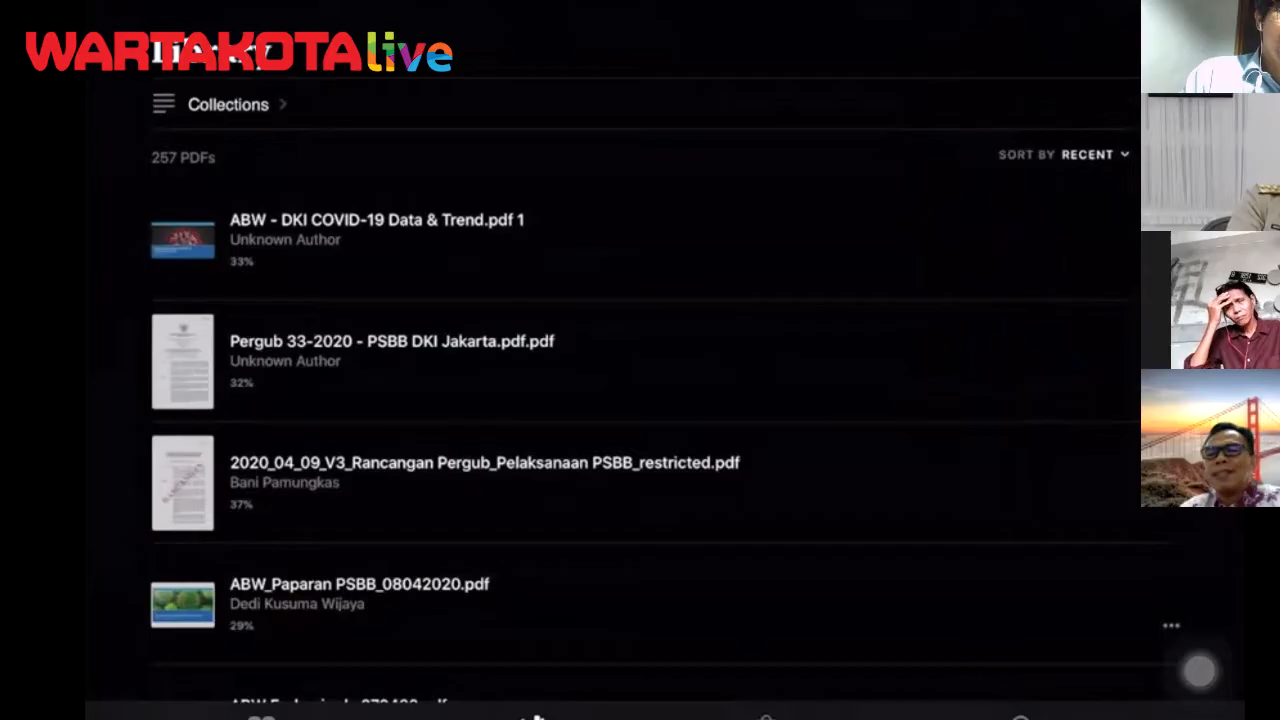 WARTAKOTAlive
Library
Collections
257 PDFs
SORT BY RECENT
ABW - DKI COVID-19 Data & Trend.pdf 1
Unknown Author
33%
Pergub 33-2020 - PSBB DKI Jakarta.pdf.pdf
Unknown Author
32%
2020_04_09_V3_Rancangan Pergub_Pelaksanaan PSBB_restricted.pdf
Bani Pamungkas
37%
ABW_Paparan PSBB_08042020.pdf
Dedi Kusuma Wijaya
29%